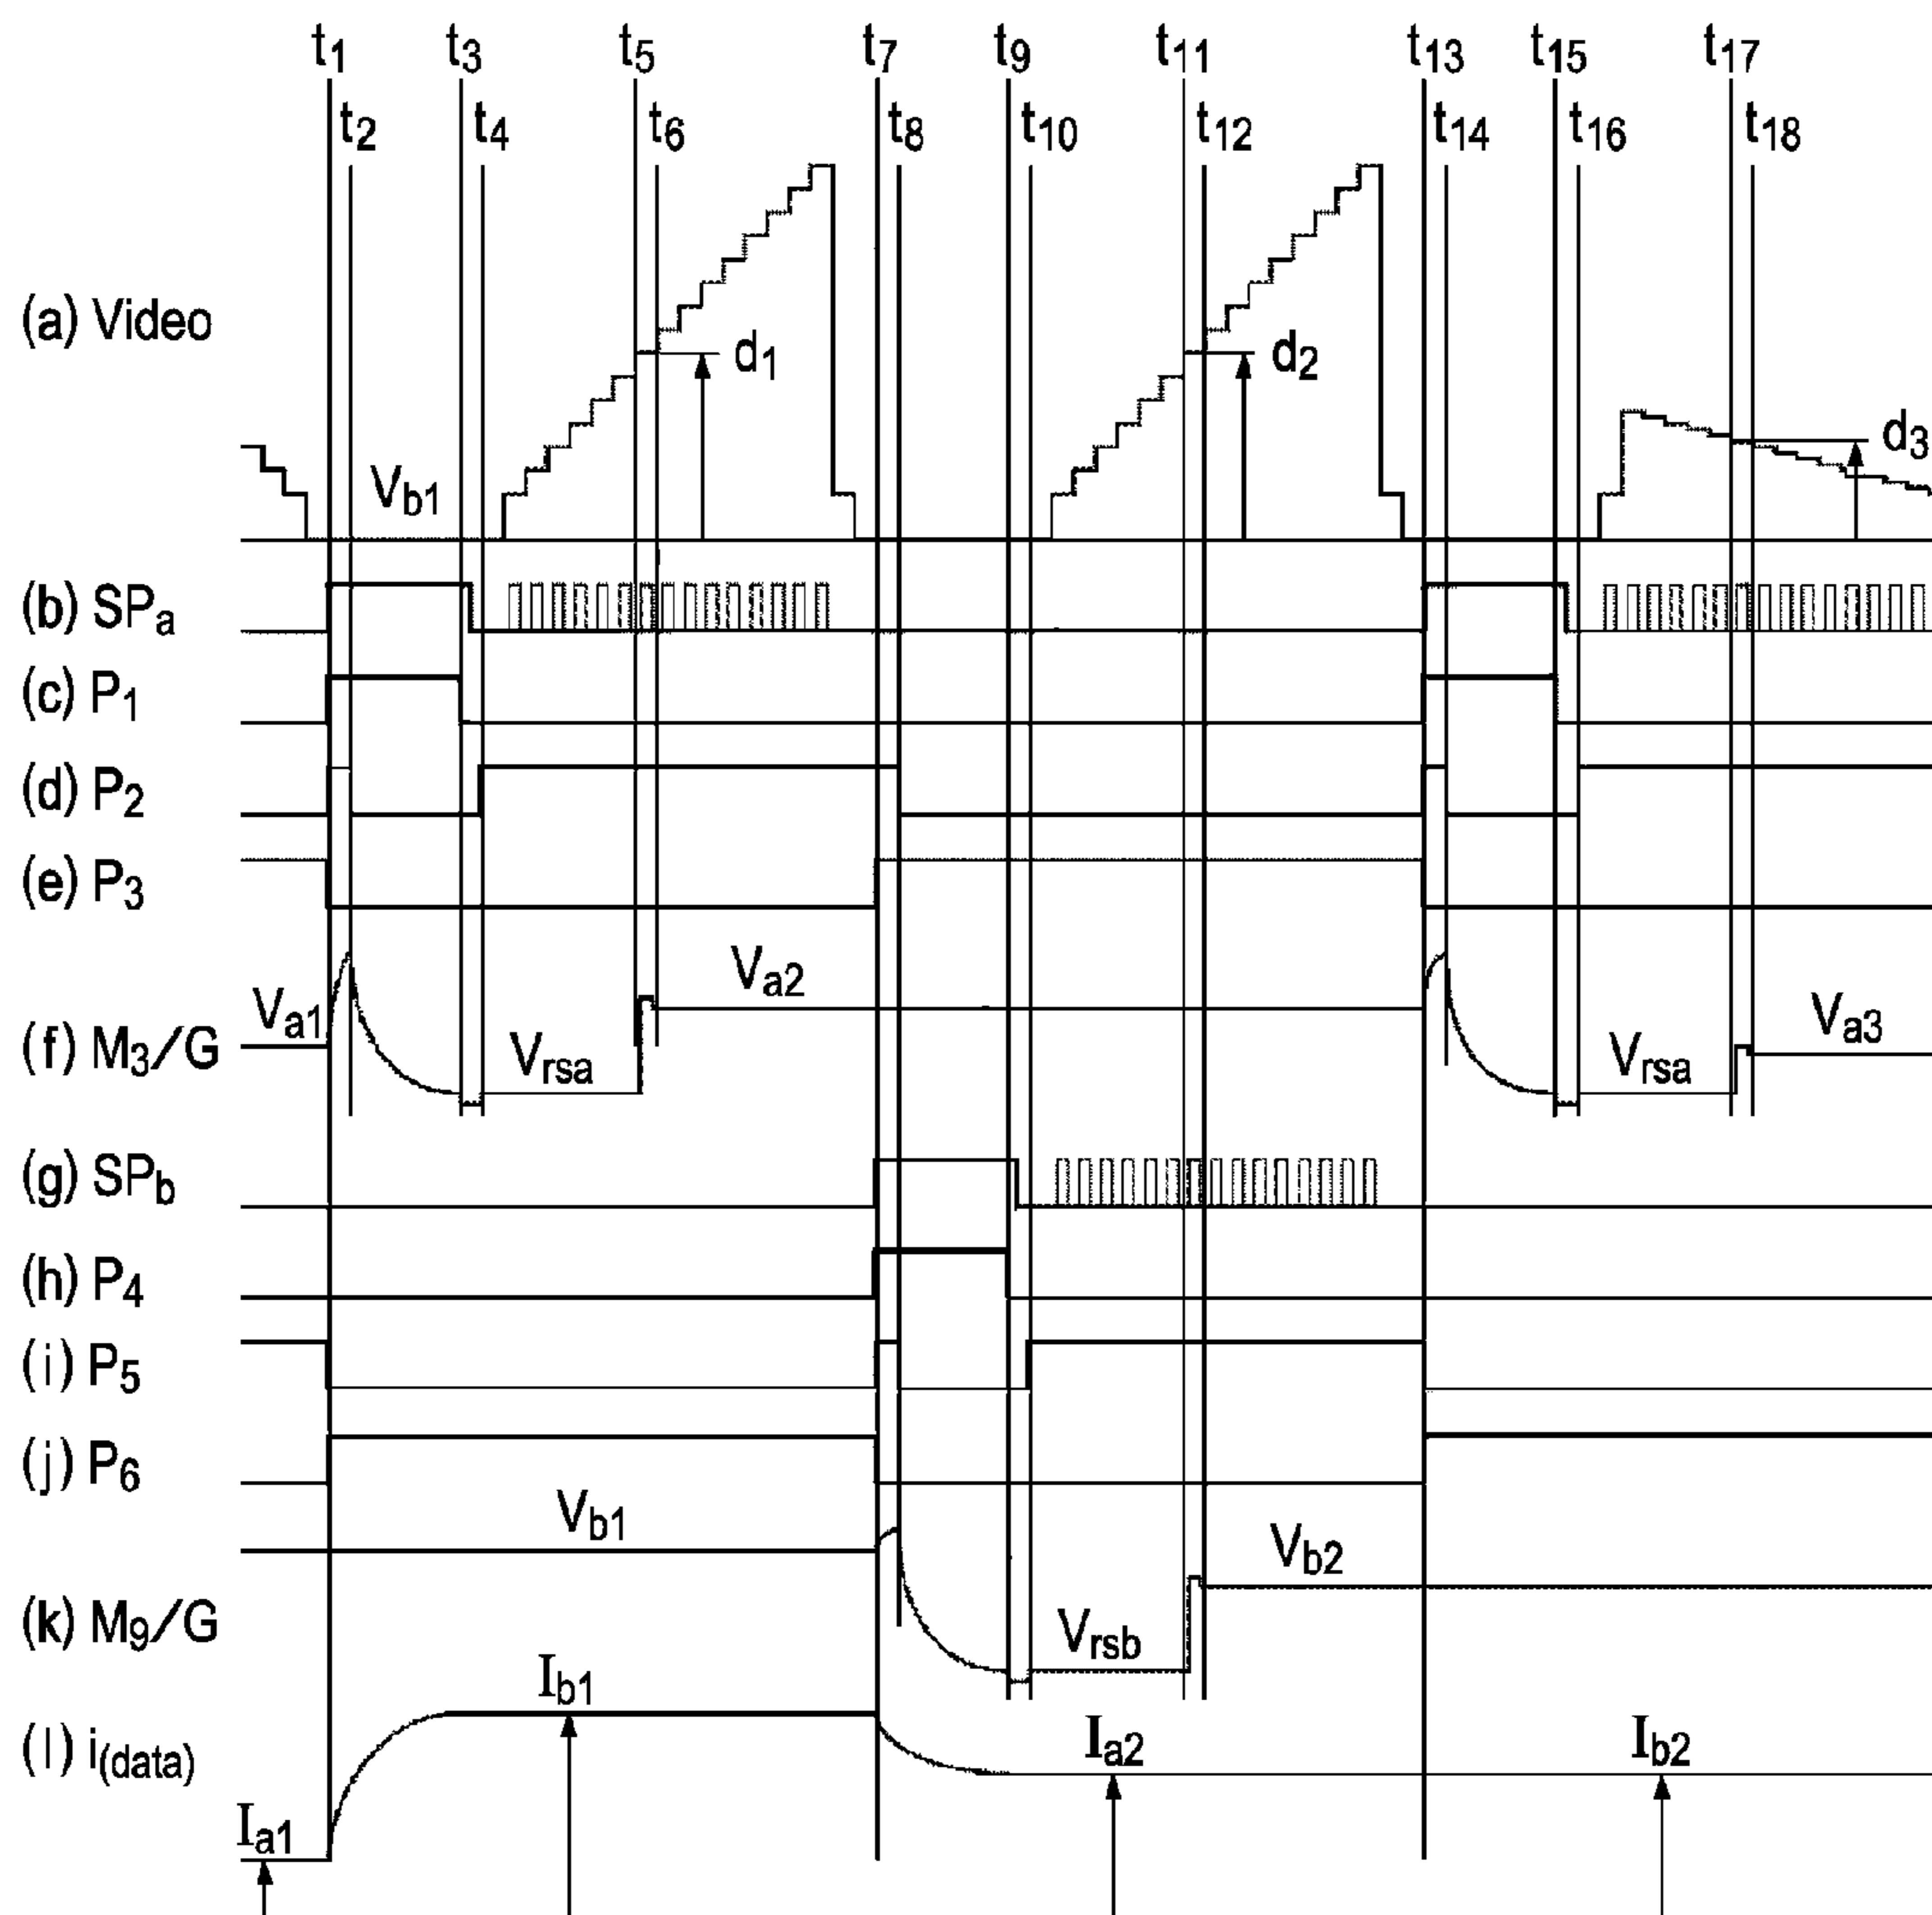 t1 t3 t5 t7 t9 t11 t13 t15 t17
t2 t4 t6 t8 t10 t12 t14 t16 t18
(a) Video
Vb1
d1
d2
d3
(b) SPa
(c) P1
(d) P2
(e) P3
(f) M3/G
Va1
Vrsa
Va2
Vrsa
Va3
(g) SPb
(h) P4
(i) P5
(j) P6
(k) M9/G
Vb1
Vrsb
Vb2
(l) i(data)
Ia1
Ib1
Ia2
Ib2